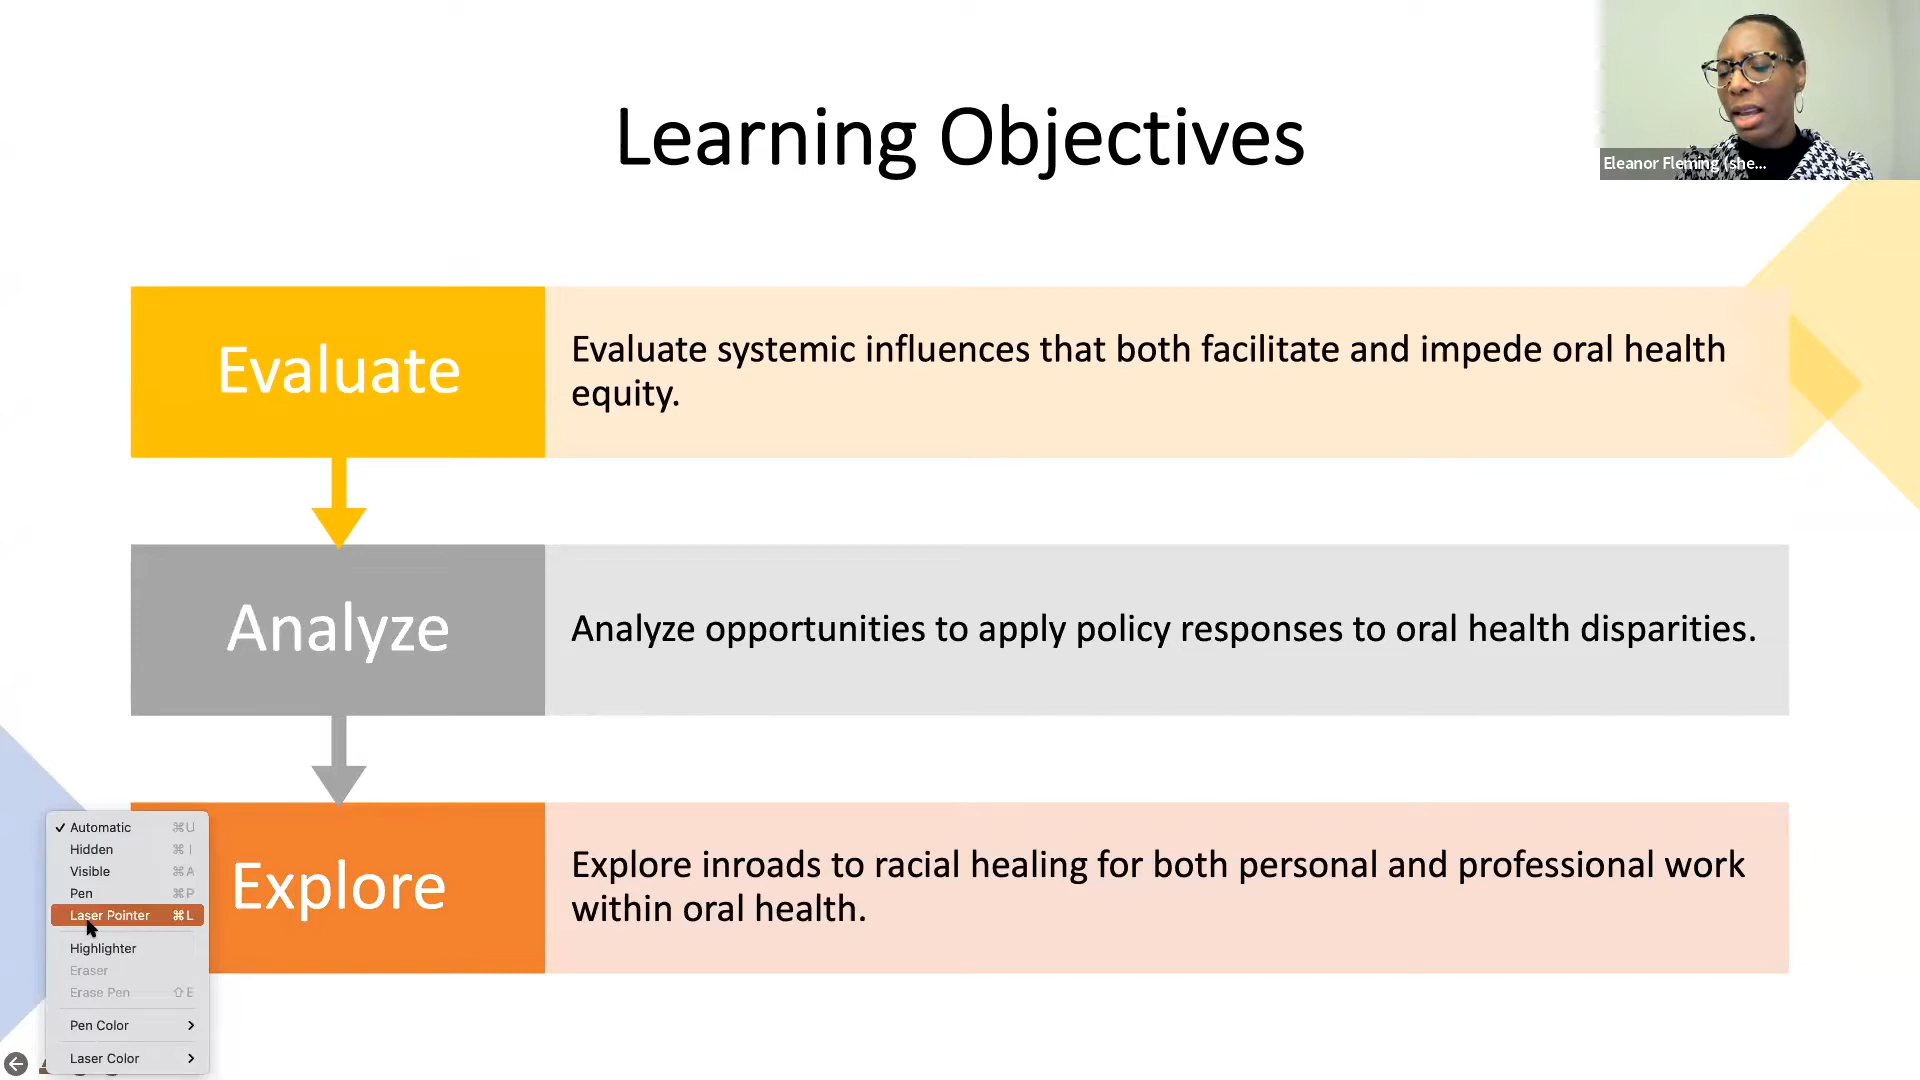 Learning Objectives
Eleanor Fleming (she...
Evaluate
Evaluate systemic influences that both facilitate and impede oral health
equity.
Analyze
Analyze opportunities to apply policy responses to oral health disparities.
Explore
Explore inroads to racial healing for both personal and professional work
within oral health.
✓ Automatic ⌘U
Hidden ⌘I
Visible ⌘A
Pen ⌘P
Laser Pointer ⌘L
Highlighter
Eraser
Erase Pen ⇧E
Pen Color >
Laser Color >